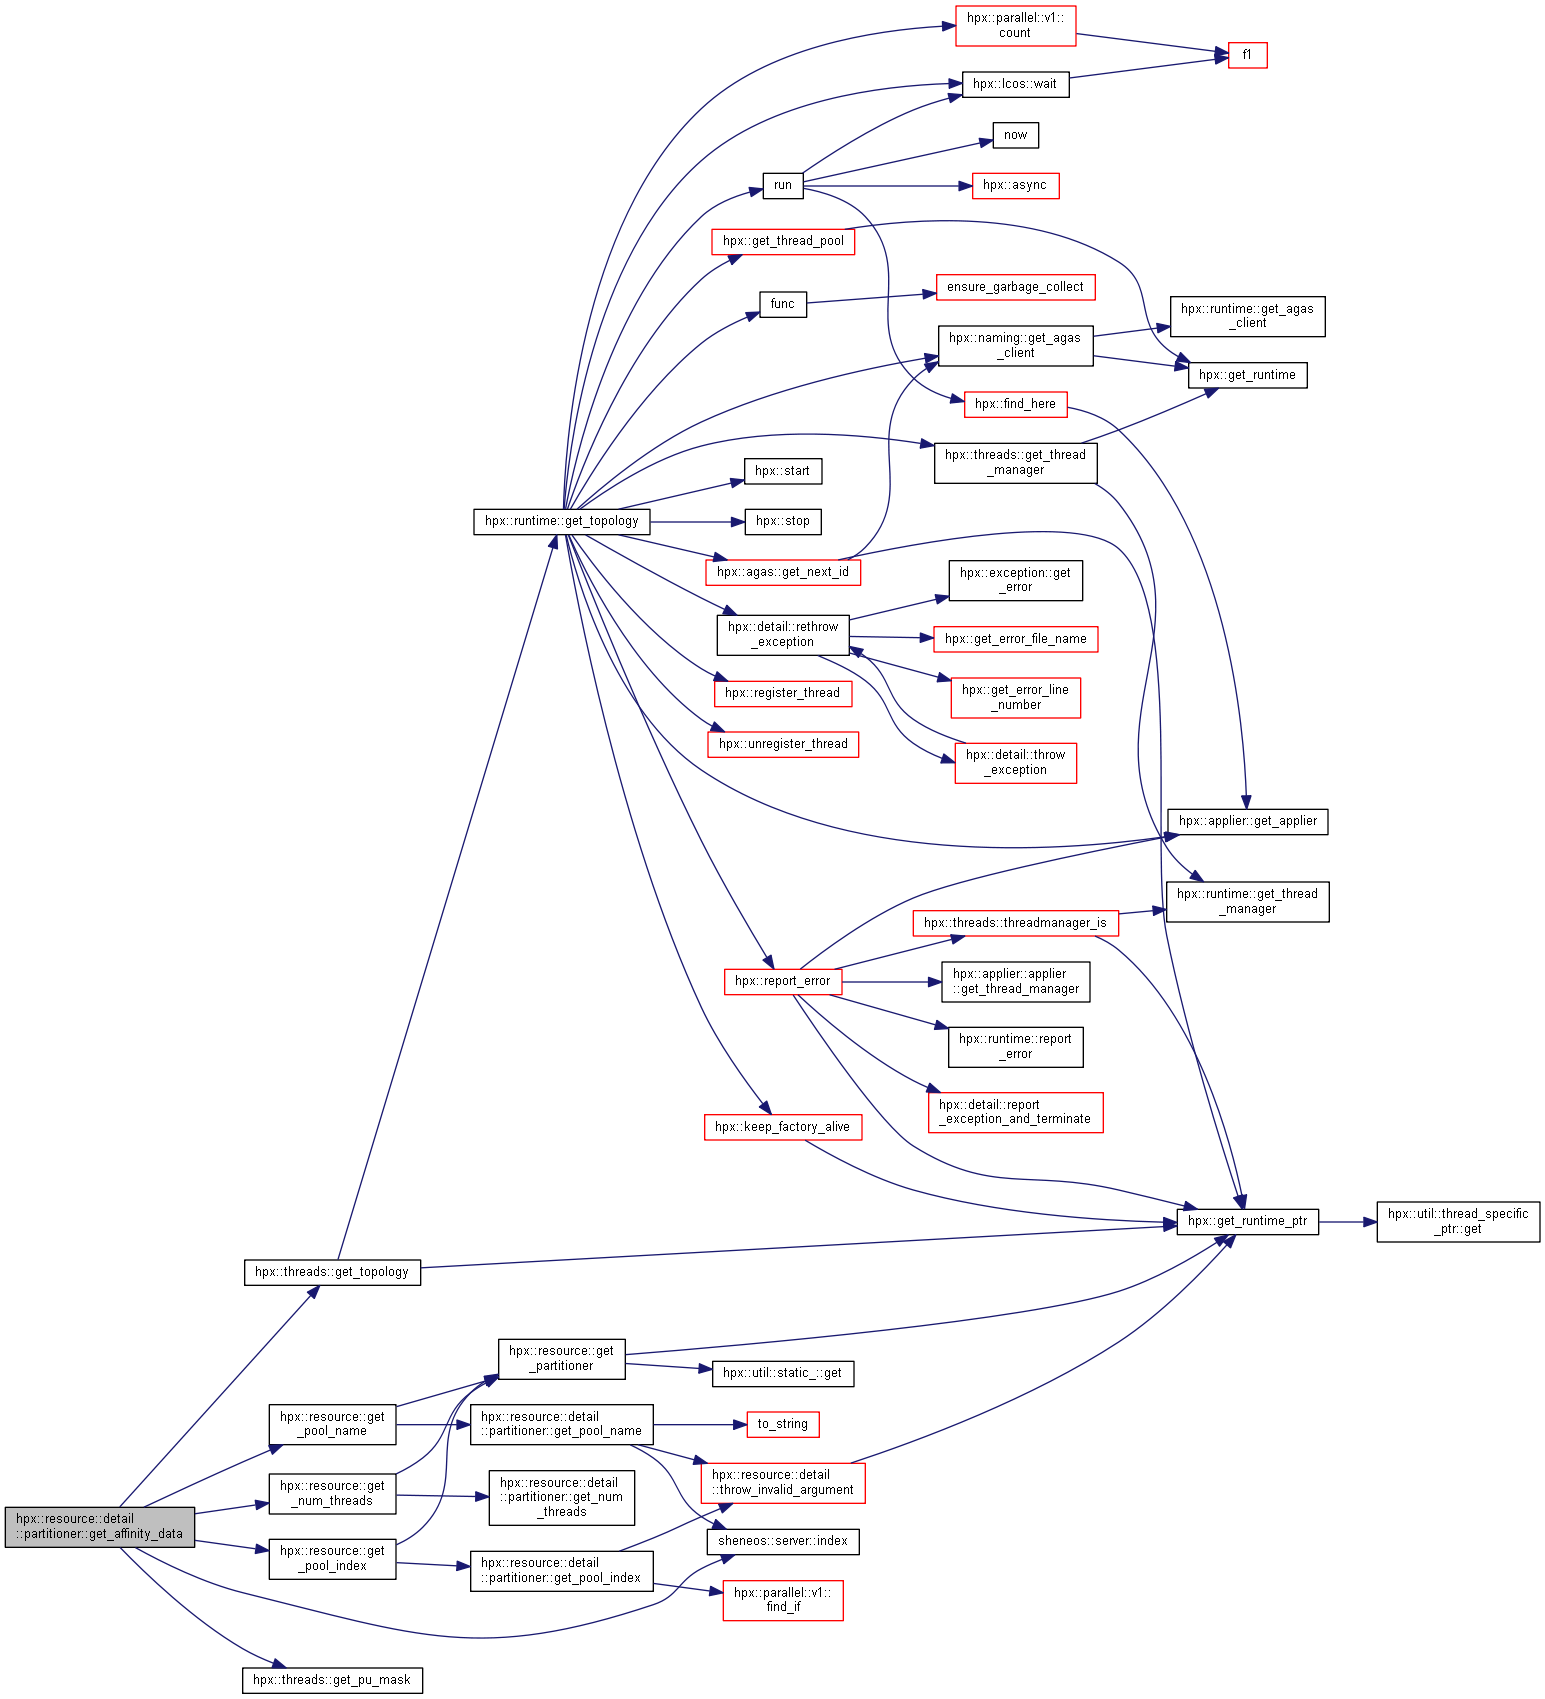 hpx::parallel::v1::
count
f1
hpx::lcos::wait
now
run
hpx::async
hpx::get_thread_pool
ensure_garbage_collect
func
hpx::runtime::get_agas
_client
hpx::naming::get_agas
_client
hpx::get_runtime
hpx::find_here
hpx::threads::get_thread
_manager
hpx::start
hpx::runtime::get_topology
hpx::stop
hpx::agas::get_next_id
hpx::exception::get
_error
hpx::detail::rethrow
_exception
hpx::get_error_file_name
hpx::register_thread
hpx::get_error_line
_number
hpx::unregister_thread
hpx::detail::throw
_exception
hpx::applier::get_applier
hpx::runtime::get_thread
_manager
hpx::threads::threadmanager_is
hpx::report_error
hpx::applier::applier
::get_thread_manager
hpx::runtime::report
_error
hpx::detail::report
_exception_and_terminate
hpx::keep_factory_alive
hpx::get_runtime_ptr
hpx::util::thread_specific
_ptr::get
hpx::threads::get_topology
hpx::resource::get
_partitioner
hpx::util::static_::get
hpx::resource::get
_pool_name
hpx::resource::detail
::partitioner::get_pool_name
to_string
hpx::resource::detail
::throw_invalid_argument
hpx::resource::get
_num_threads
hpx::resource::detail
::partitioner::get_num
_threads
hpx::resource::detail
::partitioner::get_affinity_data
sheneos::server::index
hpx::resource::get
_pool_index
hpx::resource::detail
::partitioner::get_pool_index
hpx::parallel::v1::
find_if
hpx::threads::get_pu_mask